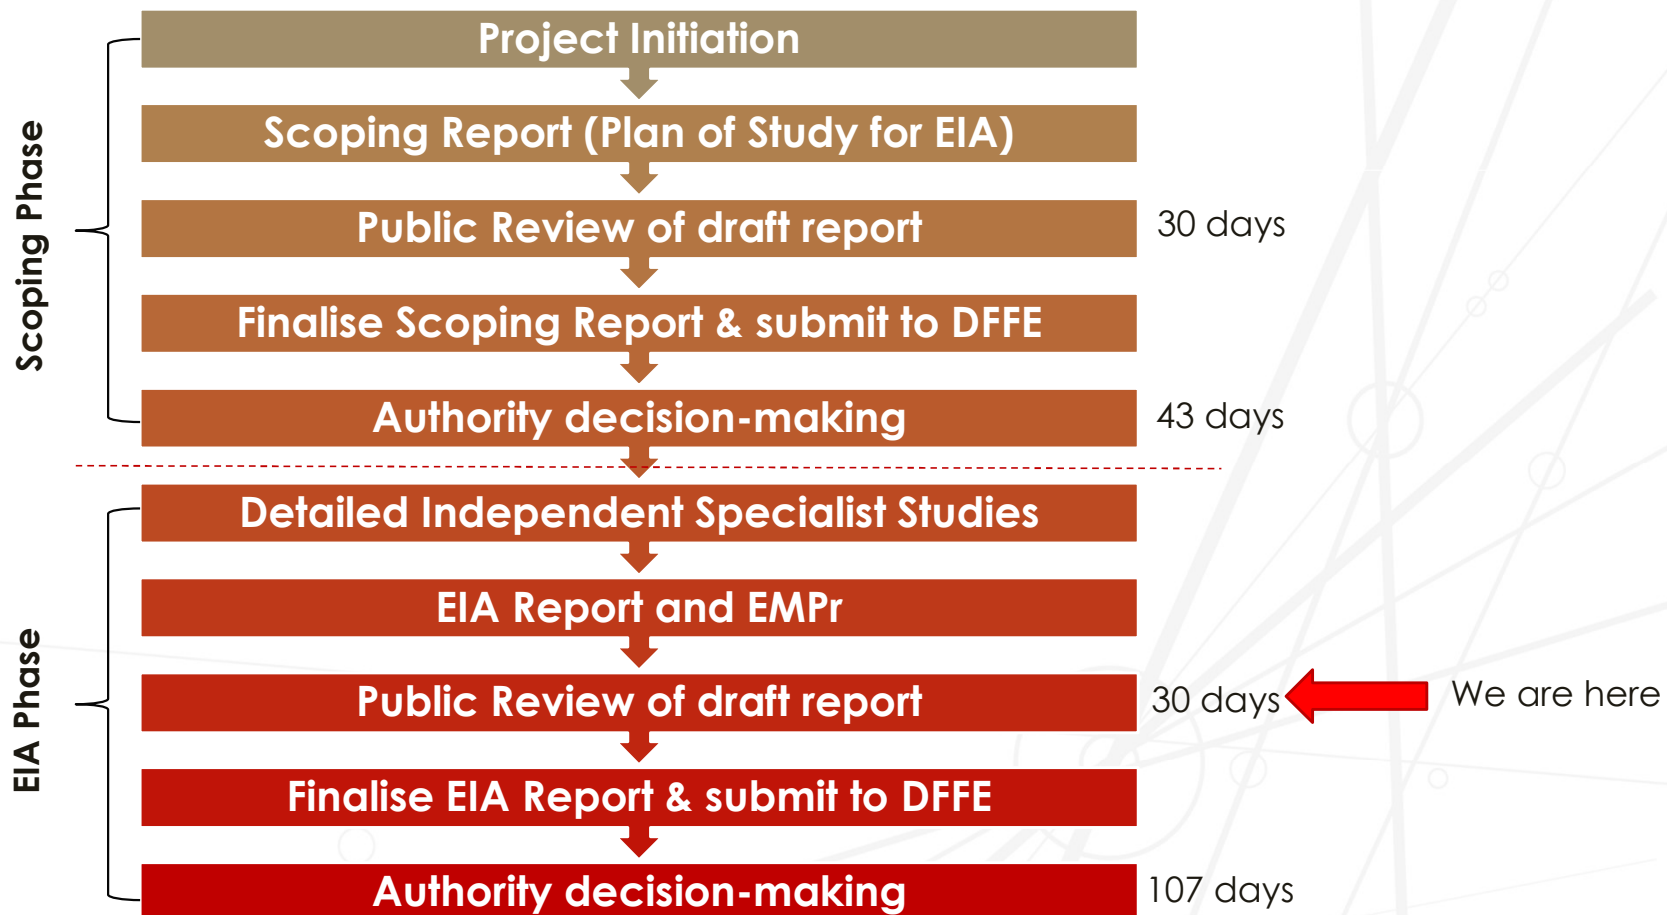 Scoping Phase
Project Initiation
Scoping Report (Plan of Study for EIA)
Public Review of draft report
30 days
Finalise Scoping Report & submit to DFFE
Authority decision-making
43 days
EIA Phase
Detailed Independent Specialist Studies
EIA Report and EMPr
Public Review of draft report
30 days
We are here
Finalise EIA Report & submit to DFFE
Authority decision-making
107 days